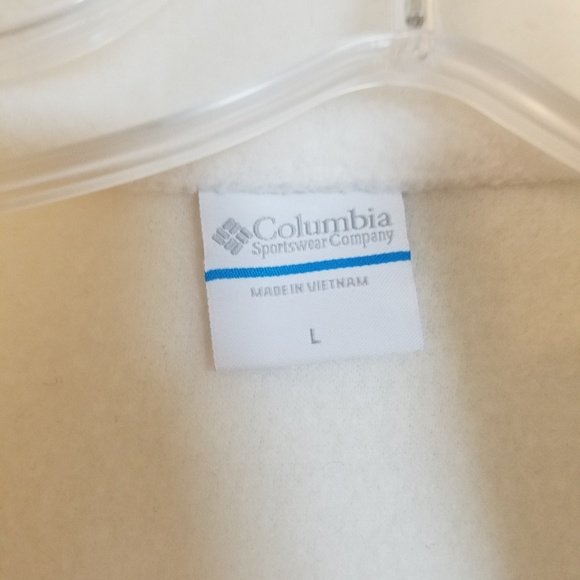 Columbia
Sportswear Company
MADE IN VIETNAM
L